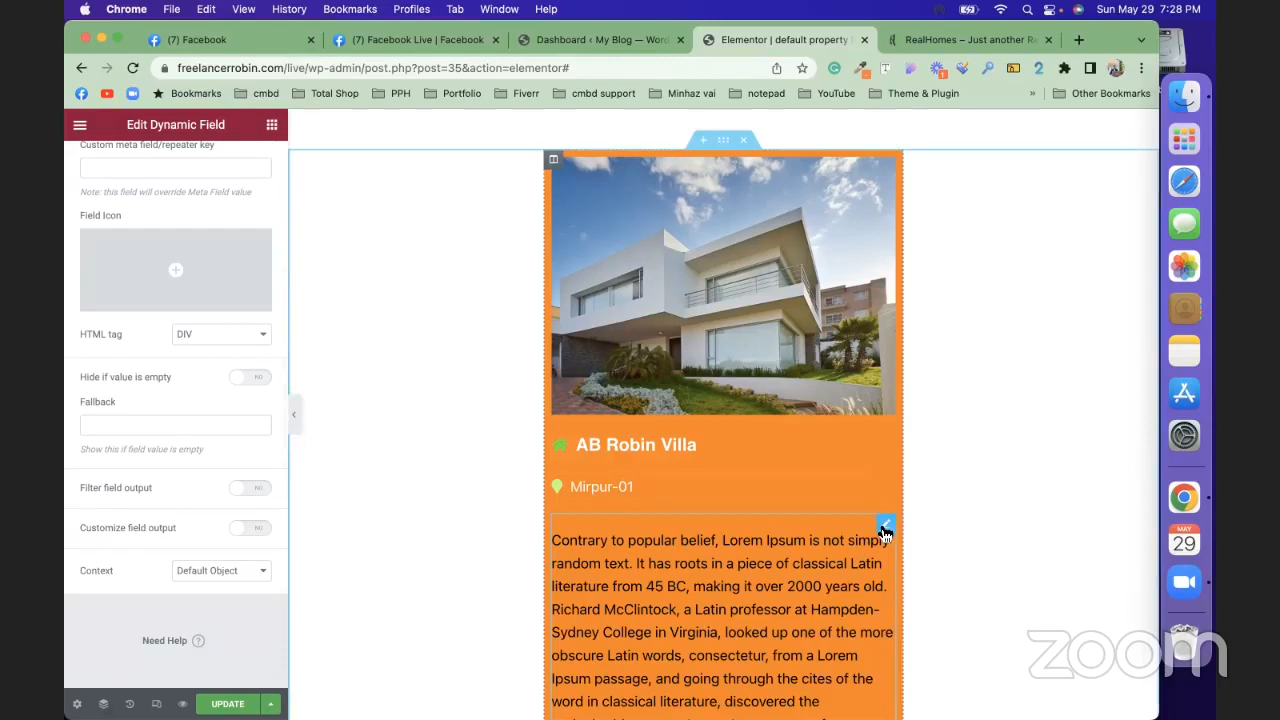 Chrome File Edit View History Bookmarks Profiles Tab Window Help Sun May 29 7:28 PM
(7) Facebook
(7) Facebook Live | Facebook
Dashboard ‹ My Blog — Word
Elementor | default property
RealHomes – Just another Re
freelancerrobin.com/live/wp-admin/post.php?post=35&action=elementor#
Bookmarks cmbd Total Shop PPH Portfolio Fiverr cmbd support Minhaz vai notepad YouTube Theme & Plugin » Other Bookmarks
Edit Dynamic Field
Custom meta field/repeater key
Note: this field will override Meta Field value
Field Icon
HTML tag DIV
Hide if value is empty NO
Fallback
Show this if field value is empty
Filter field output NO
Customize field output NO
Context Default Object
Need Help ?
UPDATE
AB Robin Villa
Mirpur-01
Contrary to popular belief, Lorem Ipsum is not simply
random text. It has roots in a piece of classical Latin
literature from 45 BC, making it over 2000 years old.
Richard McClintock, a Latin professor at Hampden-
Sydney College in Virginia, looked up one of the more
obscure Latin words, consectetur, from a Lorem
Ipsum passage, and going through the cites of the
word in classical literature, discovered the
MAY
29
zoom